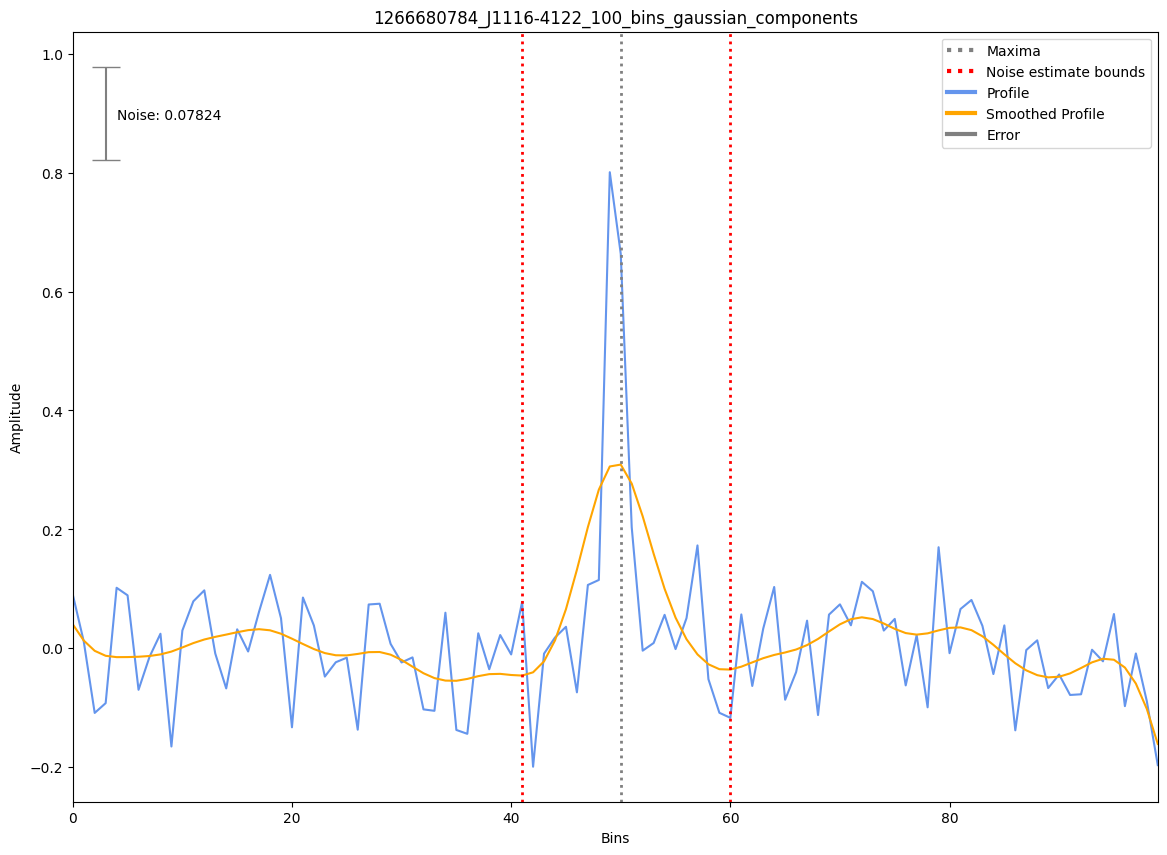 1266680784_J1116-4122_100_bins_gaussian_components
Maxima
Noise estimate bounds
Profile
Smoothed Profile
Error
Noise: 0.07824
1.0
0.8
0.6
0.4
0.2
0.0
−0.2
Amplitude
0 20 40 60 80
Bins